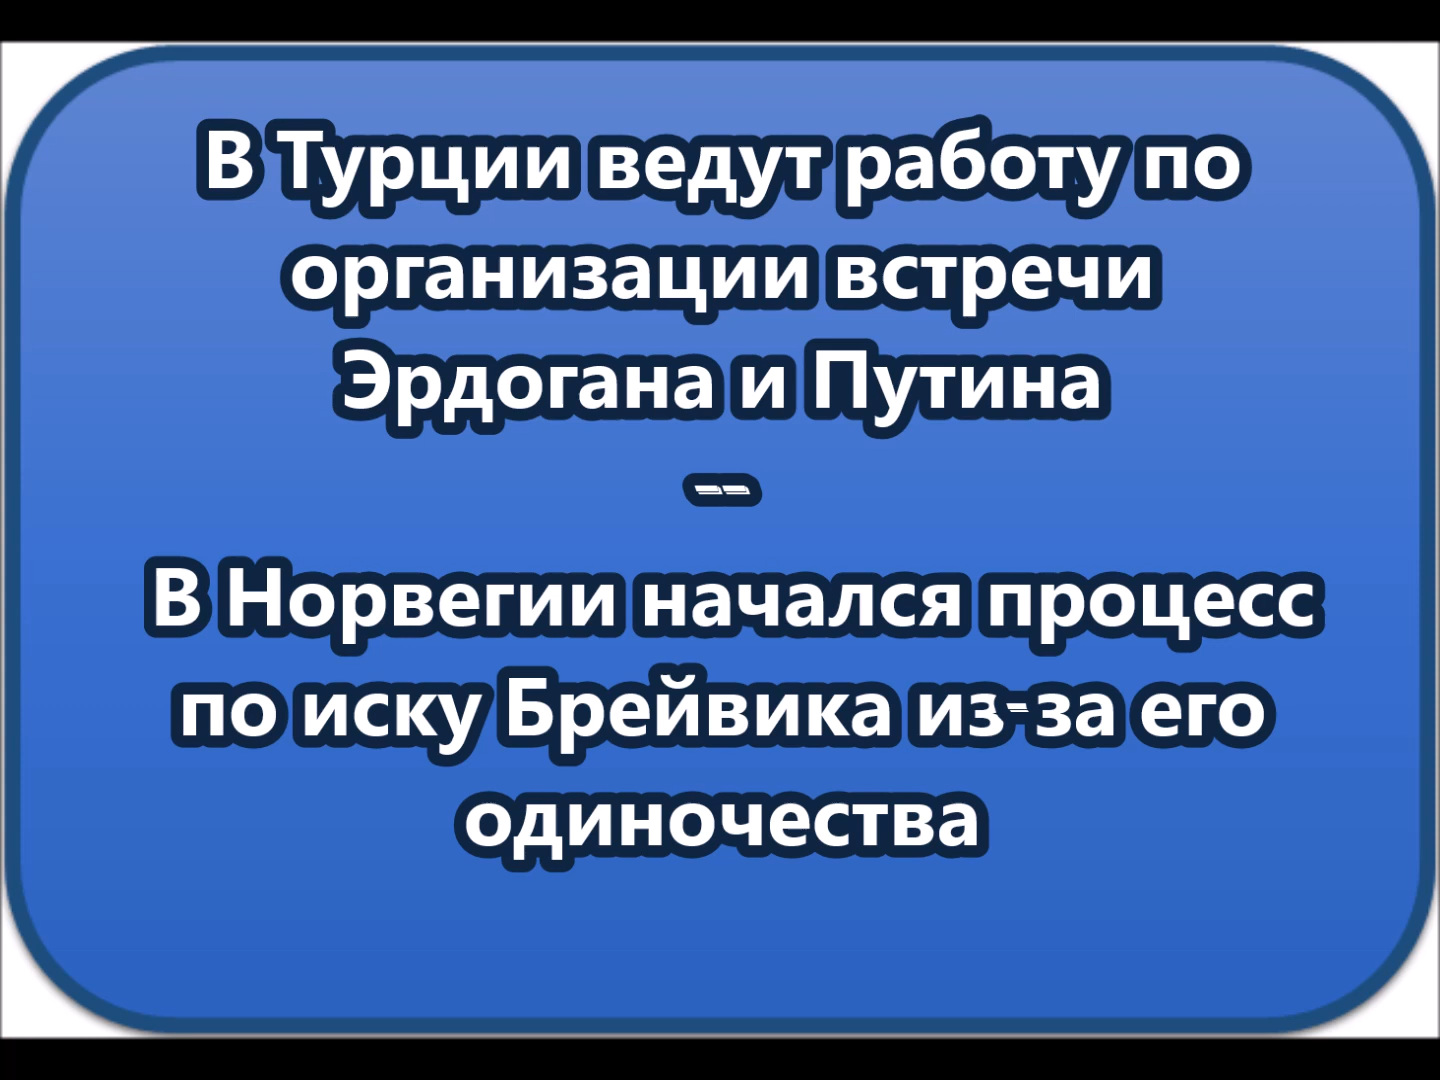 В Турции ведут работу по
организации встречи
Эрдогана и Путина
--
В Норвегии начался процесс
по иску Брейвика из-за его
одиночества